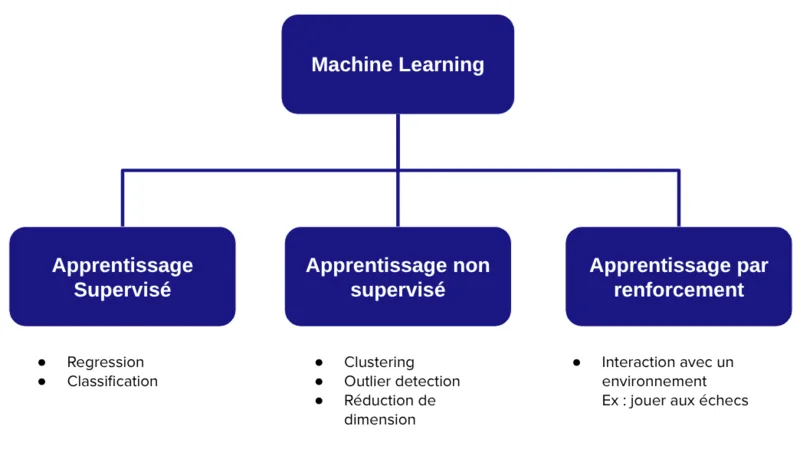 Machine Learning
Apprentissage
Supervisé
Apprentissage non
supervisé
Apprentissage par
renforcement
● Regression
● Classification
● Clustering
● Outlier detection
● Réduction de
dimension
● Interaction avec un
environnement
Ex : jouer aux échecs